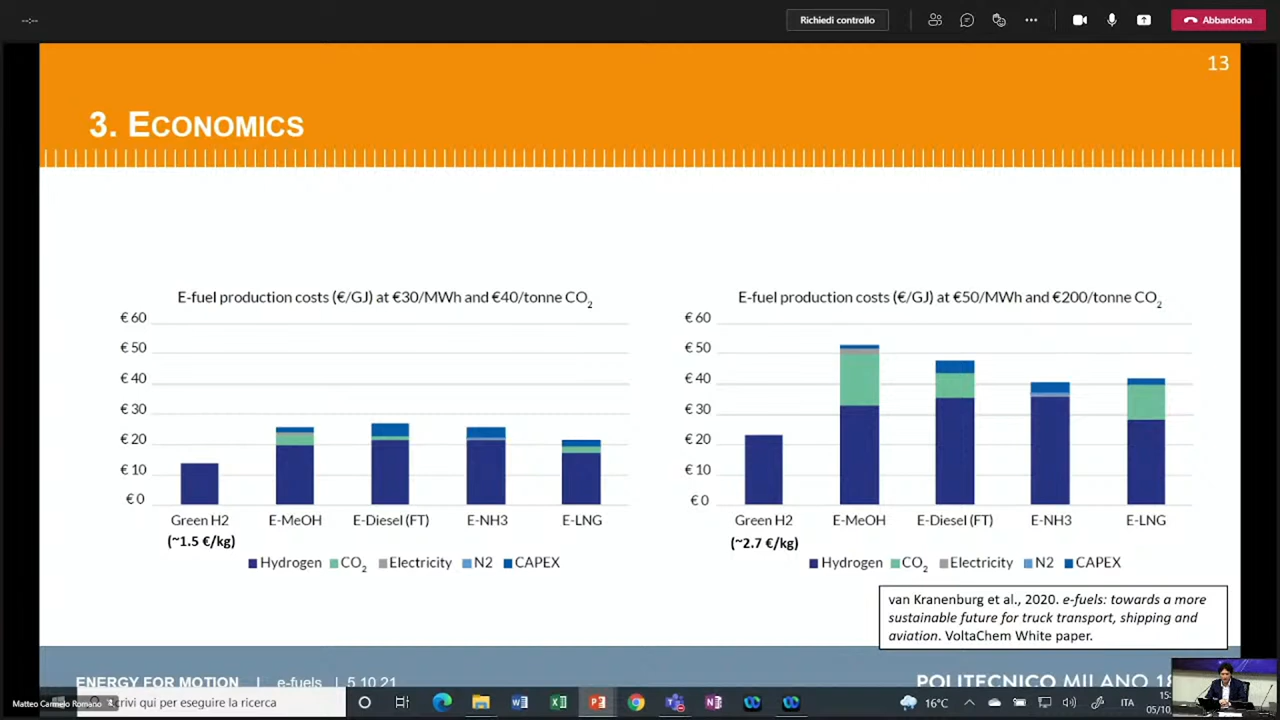 --:--
Richiedi controllo
Abbandona
13
3. ECONOMICS
E-fuel production costs (€/GJ) at €30/MWh and €40/tonne CO2
€ 60
€ 50
€ 40
€ 30
€ 20
€ 10
€ 0
Green H2 E-MeOH E-Diesel (FT) E-NH3 E-LNG
(~1.5 €/kg)
Hydrogen CO2 Electricity N2 CAPEX
E-fuel production costs (€/GJ) at €50/MWh and €200/tonne CO2
€ 60
€ 50
€ 40
€ 30
€ 20
€ 10
€ 0
Green H2 E-MeOH E-Diesel (FT) E-NH3 E-LNG
(~2.7 €/kg)
Hydrogen CO2 Electricity N2 CAPEX
van Kranenburg et al., 2020. e-fuels: towards a more
sustainable future for truck transport, shipping and
aviation. VoltaChem White paper.
ENERGY FOR MOTION | e-fuels | 5.10.21
POLITECNICO MILANO 18
Matteo Carmelo Romano
crivi qui per eseguire la ricerca
16°C
ITA
15:
05/10